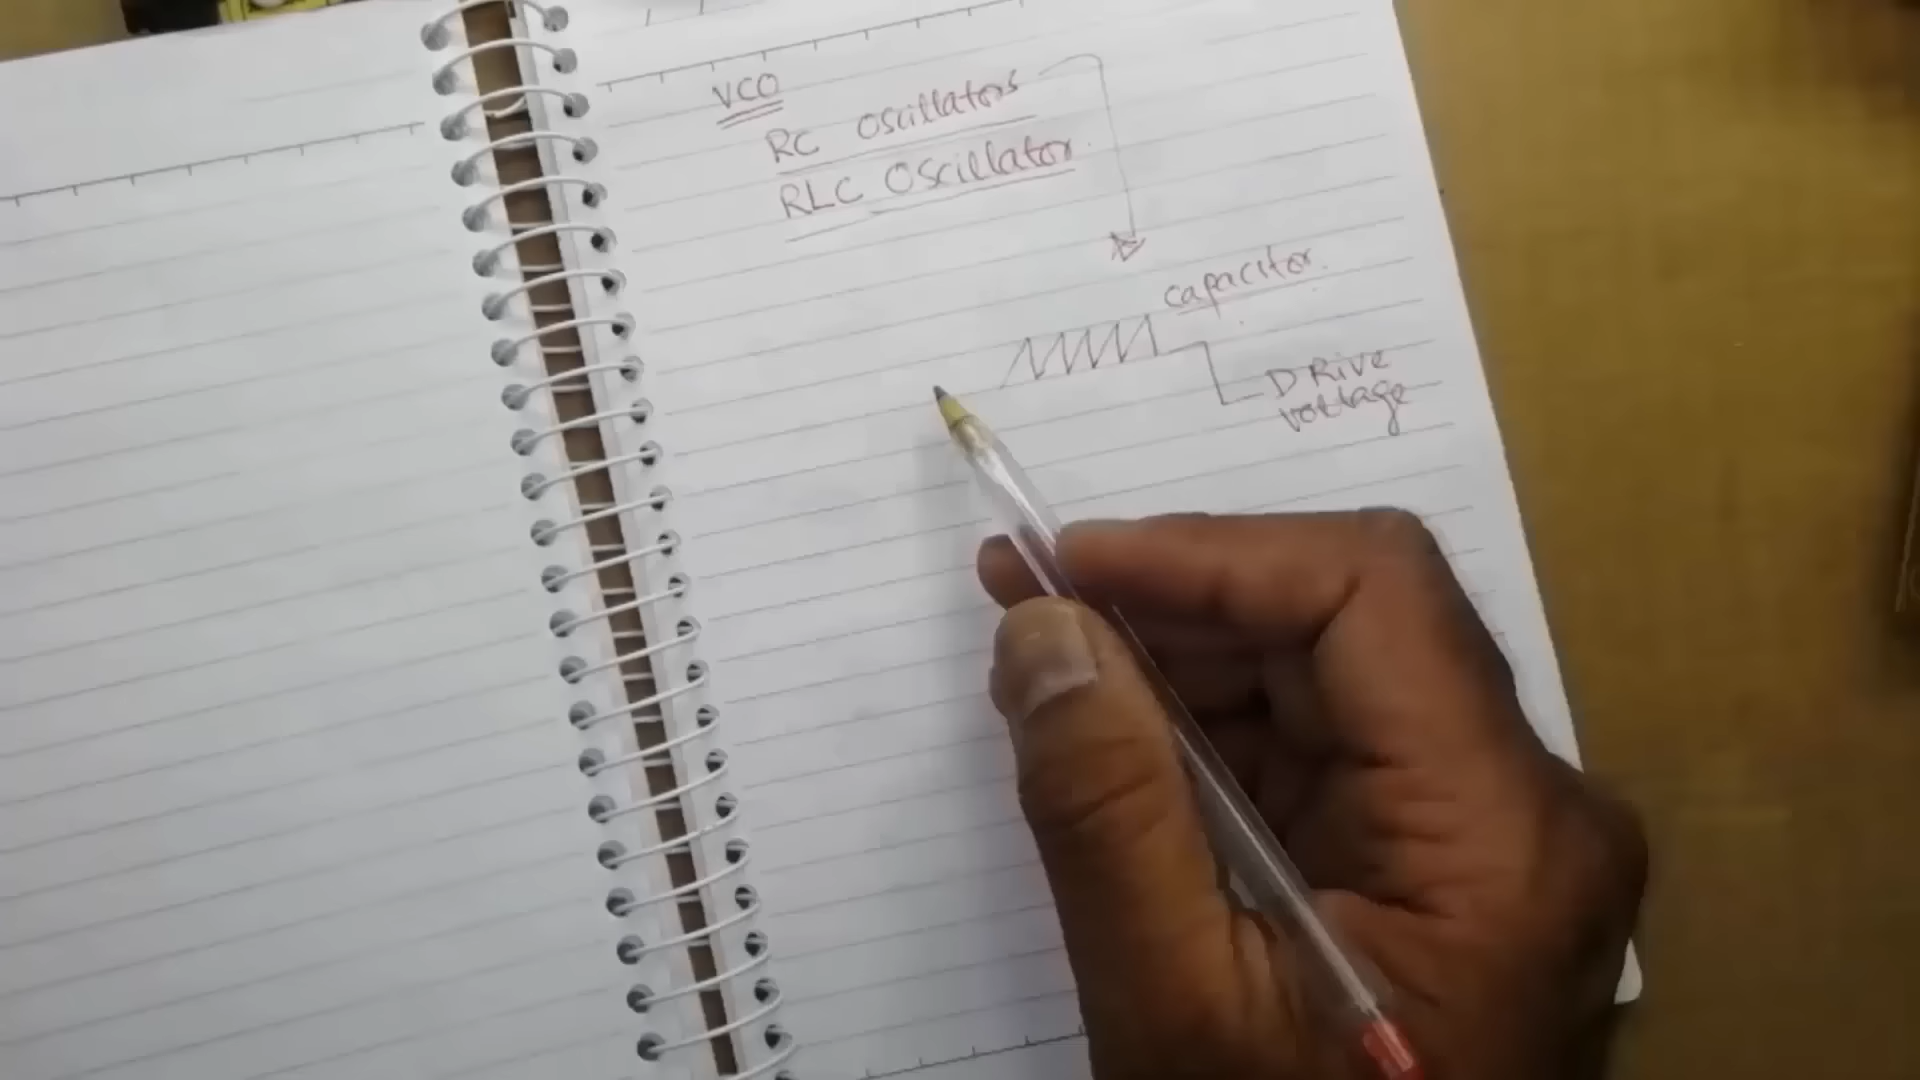 VCO
RC Oscillators
RLC Oscillator
capacitor.
DRive
voltage